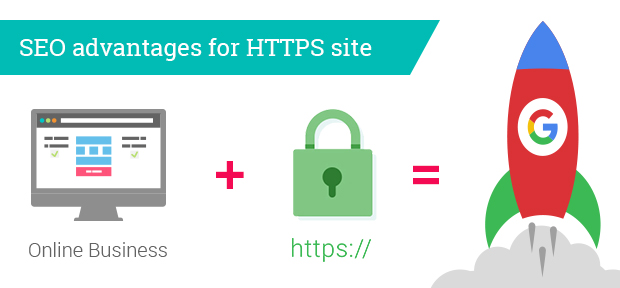 SEO advantages for HTTPS site
+
=
Online Business
https://
G